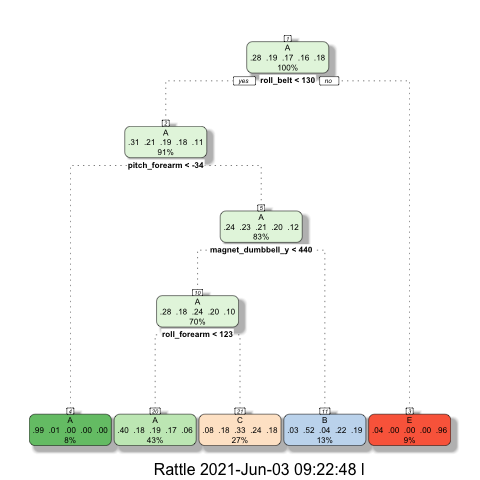 1
A
.28 .19 .17 .16 .18
100%
yes roll_belt < 130 no
2
A
.31 .21 .19 .18 .11
91%
pitch_forearm < -34
5
A
.24 .23 .21 .20 .12
83%
magnet_dumbbell_y < 440
10
A
.28 .18 .24 .20 .10
70%
roll_forearm < 123
4
A
.99 .01 .00 .00 .00
8%
20
A
.40 .18 .19 .17 .06
43%
21
C
.08 .18 .33 .24 .18
27%
11
B
.03 .52 .04 .22 .19
13%
3
E
.04 .00 .00 .00 .96
9%
Rattle 2021-Jun-03 09:22:48 l